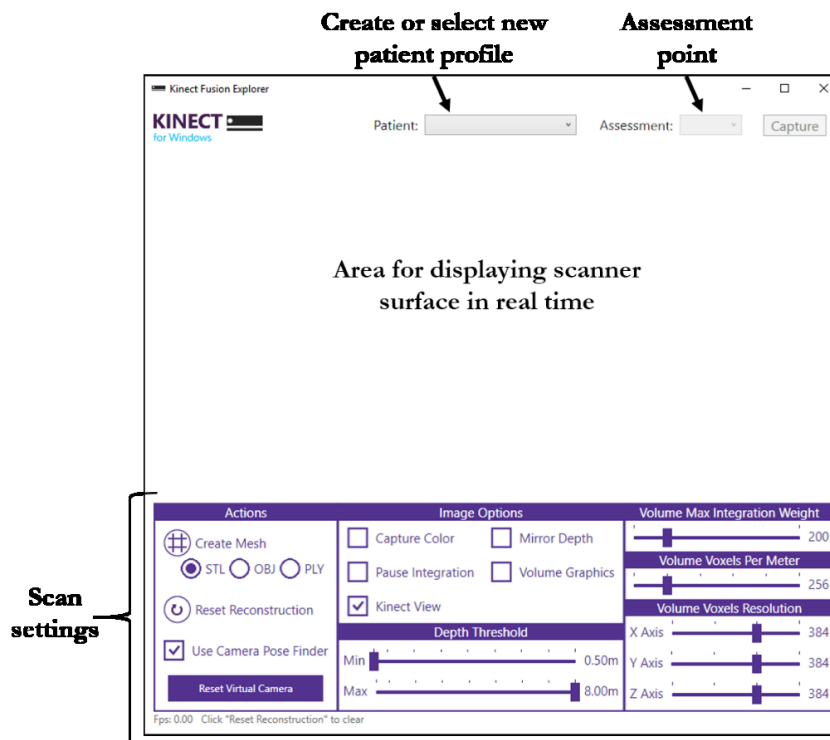 Create or select new
patient profile
Assessment
point
Kinect Fusion Explorer
KINECT
for Windows
Patient:
Assessment:
Capture
Area for displaying scanner
surface in real time
Scan
settings
Actions
Create Mesh
STL OBJ PLY
Reset Reconstruction
Use Camera Pose Finder
Reset Virtual Camera
Image Options
Capture Color Mirror Depth
Pause Integration Volume Graphics
Kinect View
Depth Threshold
Min 0.50m
Max 8.00m
Volume Max Integration Weight
200
Volume Voxels Per Meter
256
Volume Voxels Resolution
X Axis 384
Y Axis 384
Z Axis 384
Fps: 0.00 Click "Reset Reconstruction" to clear